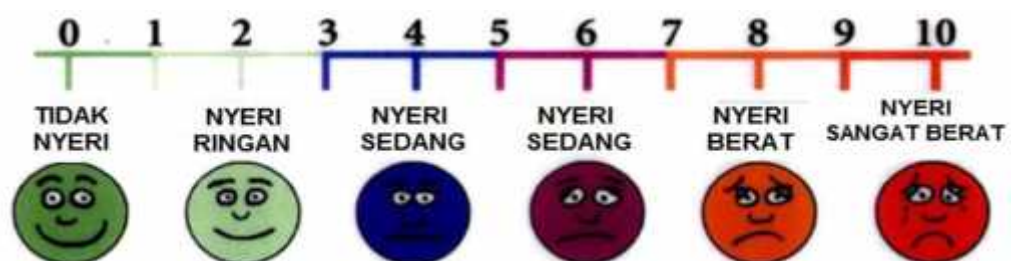 0 1 2 3 4 5 6 7 8 9 10
TIDAK NYERI
NYERI RINGAN
NYERI SEDANG
NYERI SEDANG
NYERI BERAT
NYERI SANGAT BERAT